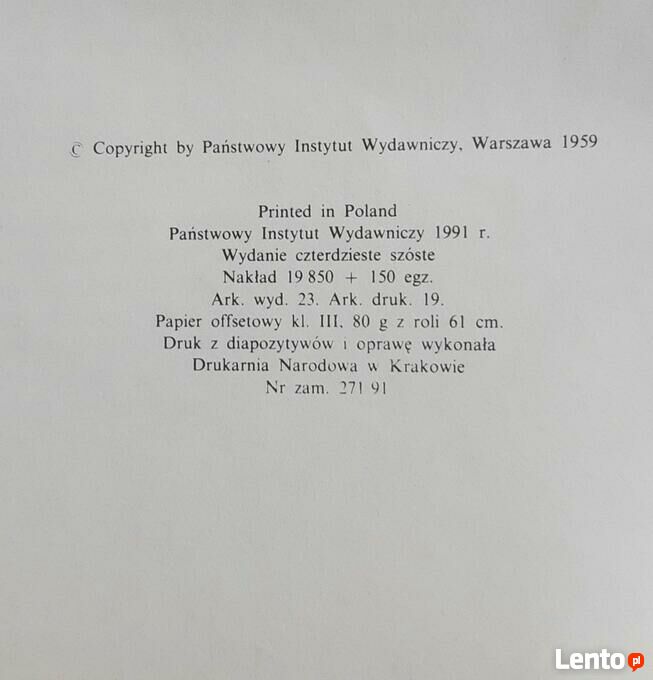 © Copyright by Państwowy Instytut Wydawniczy, Warszawa 1959
Printed in Poland
Państwowy Instytut Wydawniczy 1991 r.
Wydanie czterdzieste szóste
Nakład 19 850 + 150 egz.
Ark. wyd. 23. Ark. druk. 19.
Papier offsetowy kl. III, 80 g z roli 61 cm.
Druk z diapozytywów i oprawę wykonała
Drukarnia Narodowa w Krakowie
Nr zam. 271 91
Lento.pl